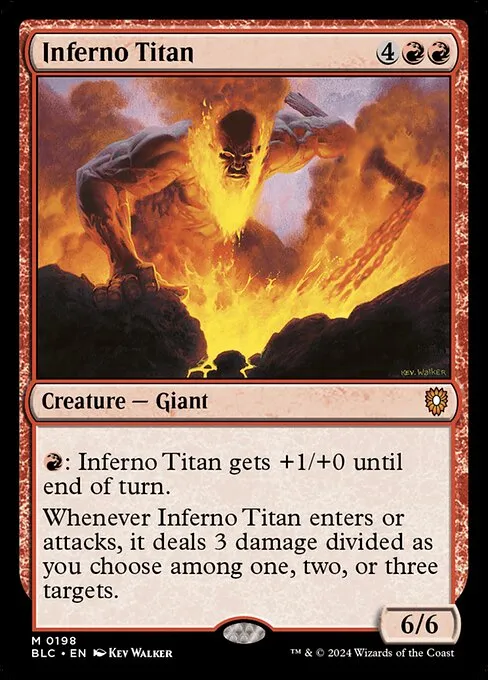 Inferno Titan 4
KEV. WALKER
Creature — Giant
: Inferno Titan gets +1/+0 until
end of turn.
Whenever Inferno Titan enters or
attacks, it deals 3 damage divided as
you choose among one, two, or three
targets.
6/6
M 0198
BLC • EN Kev Walker
™ & © 2024 Wizards of the Coast